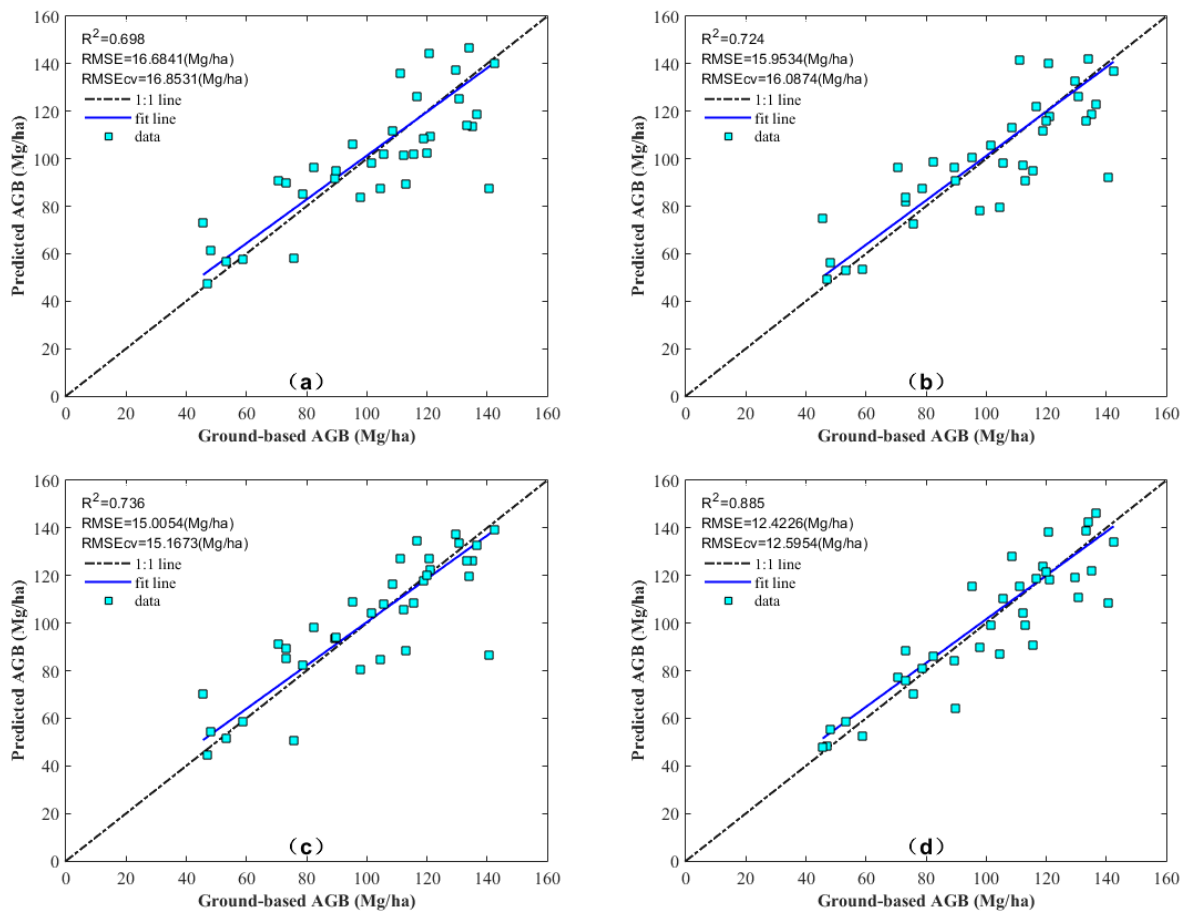 160
140
120
100
80
60
40
20
0
Predicted AGB (Mg/ha)
R²=0.698
RMSE=16.6841(Mg/ha)
RMSEcv=16.8531(Mg/ha)
1:1 line
fit line
data
（a）
0 20 40 60 80 100 120 140 160
Ground-based AGB (Mg/ha)
160
140
120
100
80
60
40
20
0
Predicted AGB (Mg/ha)
R²=0.724
RMSE=15.9534(Mg/ha)
RMSEcv=16.0874(Mg/ha)
1:1 line
fit line
data
（b）
0 20 40 60 80 100 120 140 160
Ground-based AGB (Mg/ha)
160
140
120
100
80
60
40
20
0
Predicted AGB (Mg/ha)
R²=0.736
RMSE=15.0054(Mg/ha)
RMSEcv=15.1673(Mg/ha)
1:1 line
fit line
data
（c）
0 20 40 60 80 100 120 140 160
Ground-based AGB (Mg/ha)
160
140
120
100
80
60
40
20
0
Predicted AGB (Mg/ha)
R²=0.885
RMSE=12.4226(Mg/ha)
RMSEcv=12.5954(Mg/ha)
1:1 line
fit line
data
（d）
0 20 40 60 80 100 120 140 160
Ground-based AGB (Mg/ha)